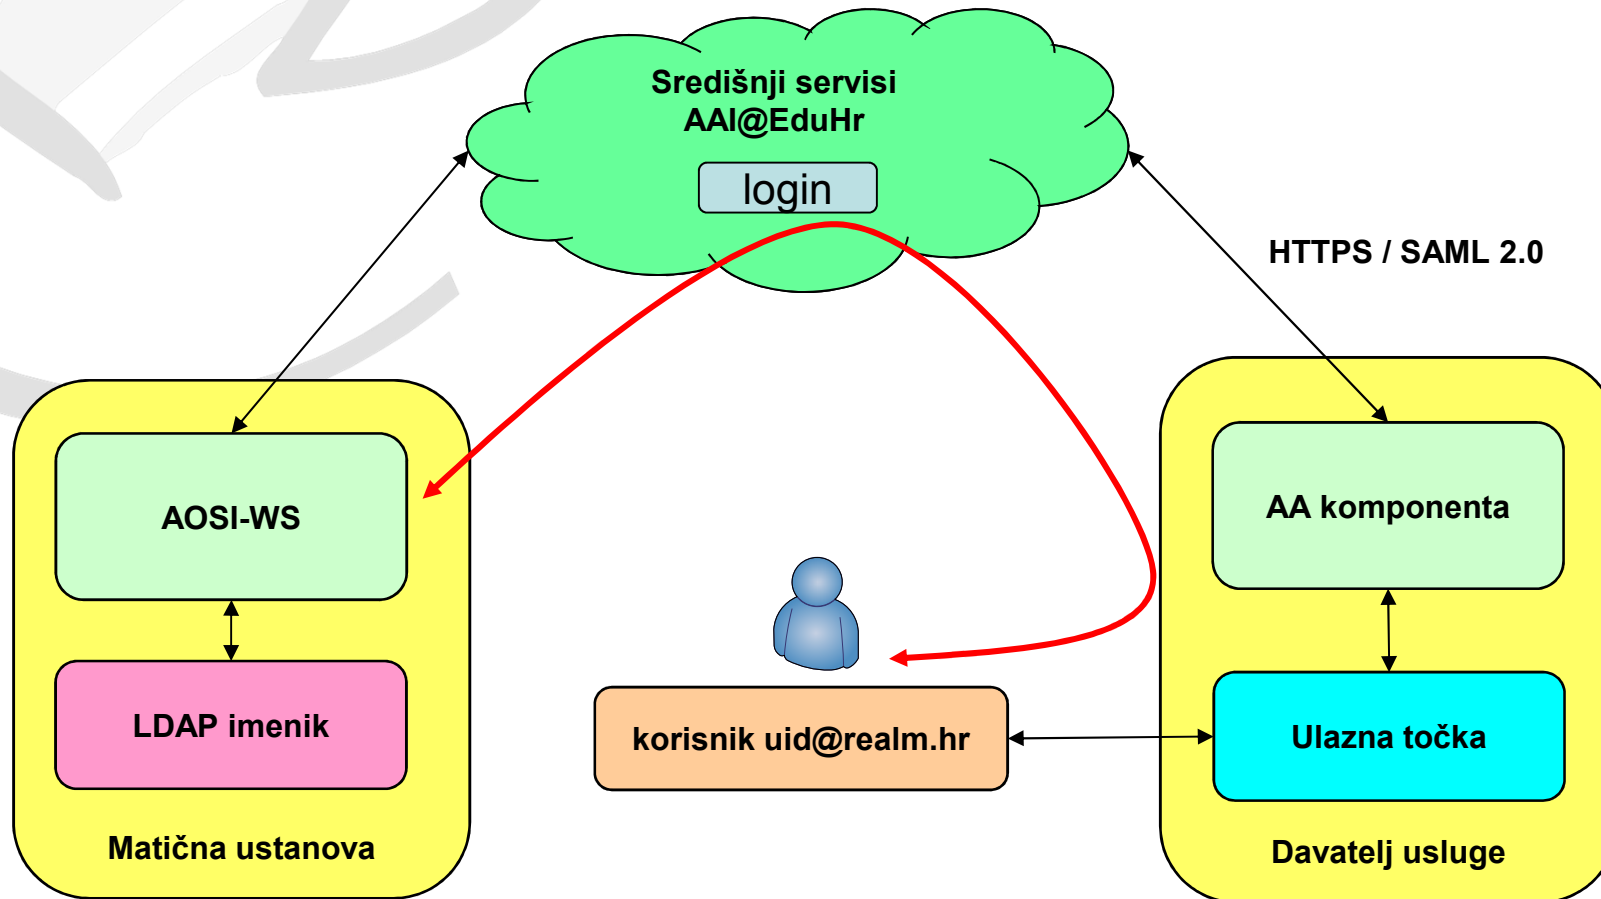 Središnji servisi
AAI@EduHr
login
HTTPS / SAML 2.0
AOSI-WS
LDAP imenik
Matična ustanova
korisnik uid@realm.hr
AA komponenta
Ulazna točka
Davatelj usluge